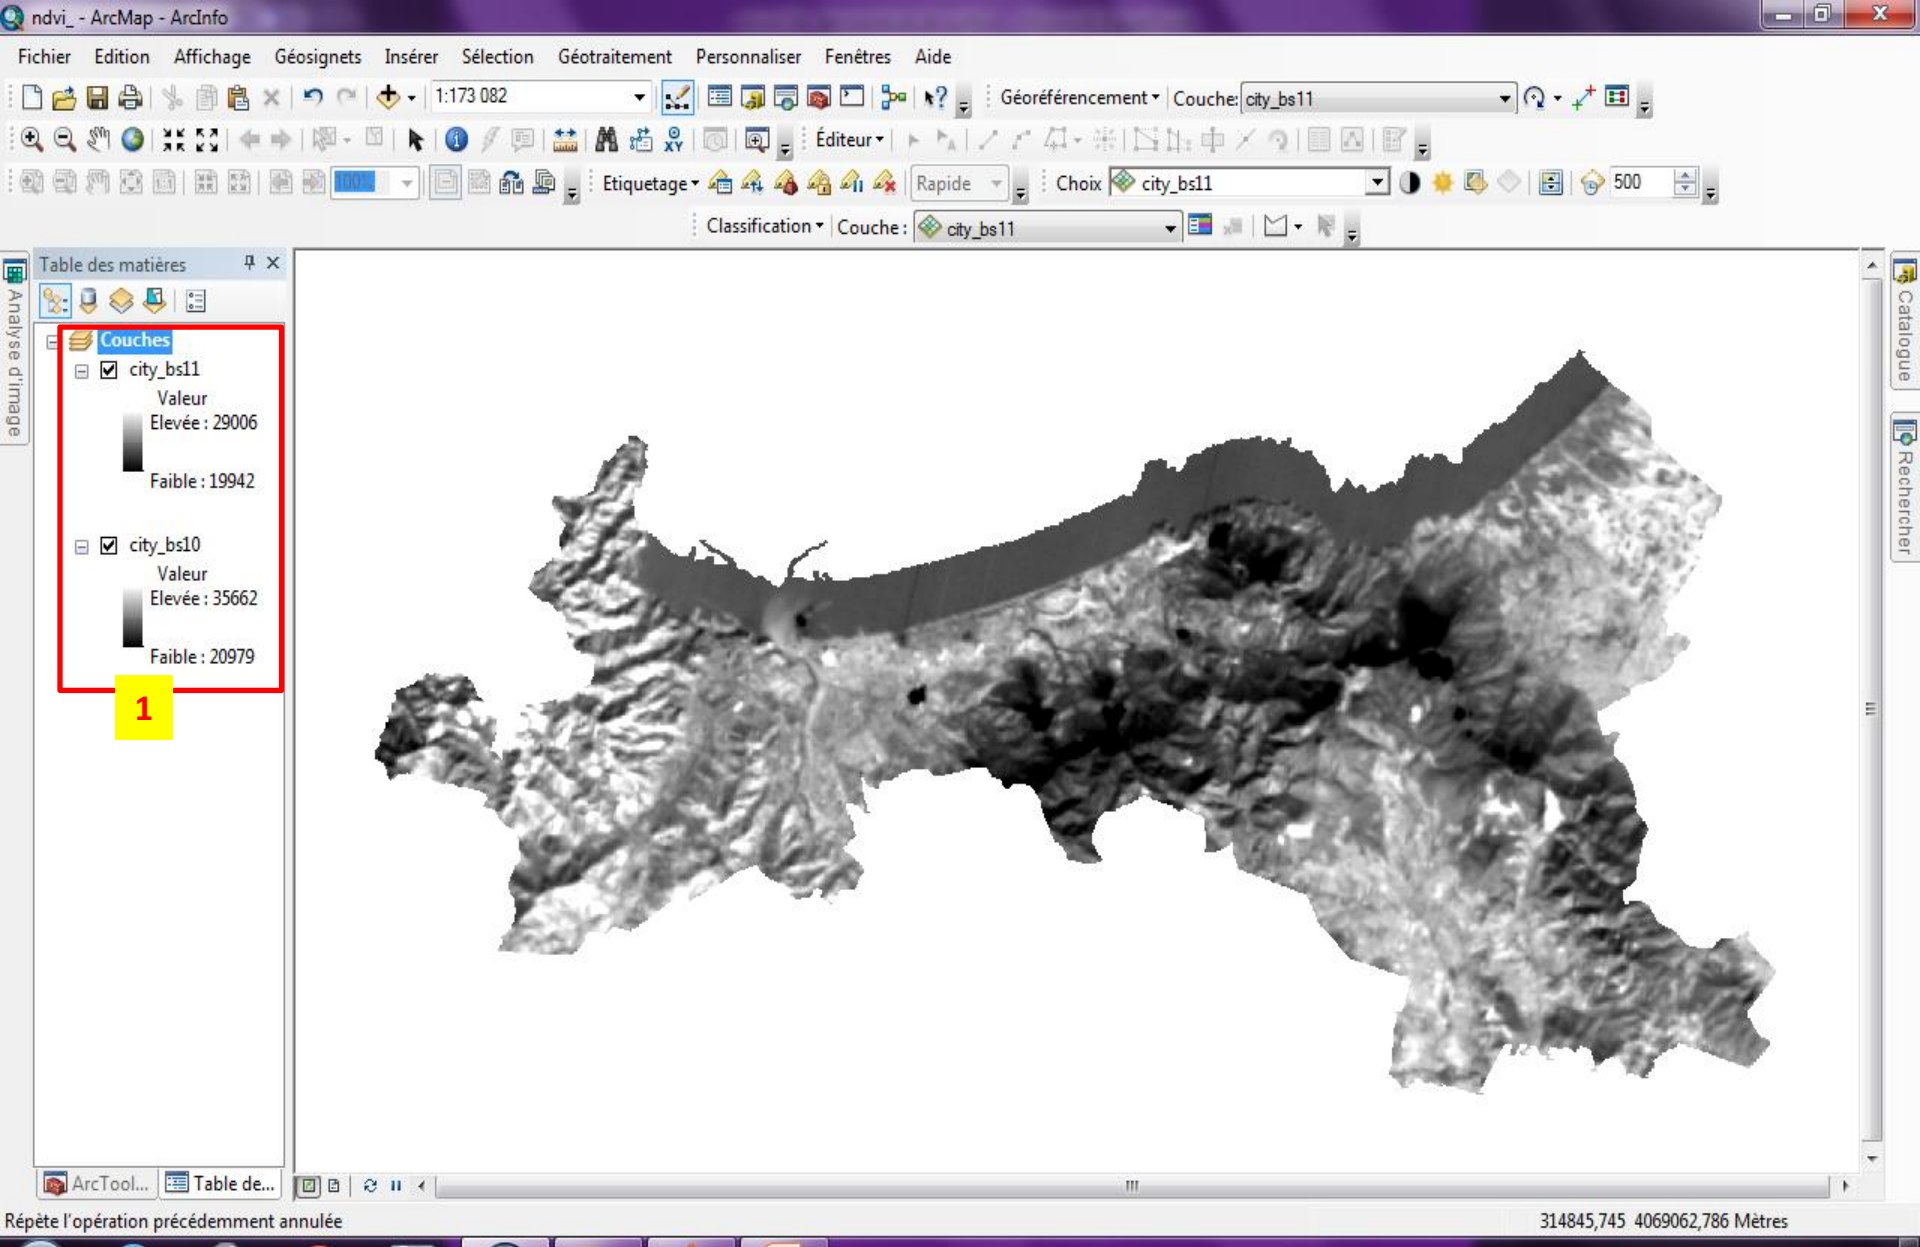 ndvi_ - ArcMap - ArcInfo
Fichier Edition Affichage Géosignets Insérer Sélection Géotraitement Personnaliser Fenêtres Aide
1:173 082 Géoréférencement Couche: city_bs11
Éditeur
100% Etiquetage Rapide Choix city_bs11 500
Classification Couche : city_bs11
Table des matières
Analyse d'image
Couches
city_bs11
Valeur
Elevée : 29006
Faible : 19942
city_bs10
Valeur
Elevée : 35662
Faible : 20979
1
Catalogue
Rechercher
ArcTool... Table de...
Répète l'opération précédemment annulée 314845,745 4069062,786 Mètres